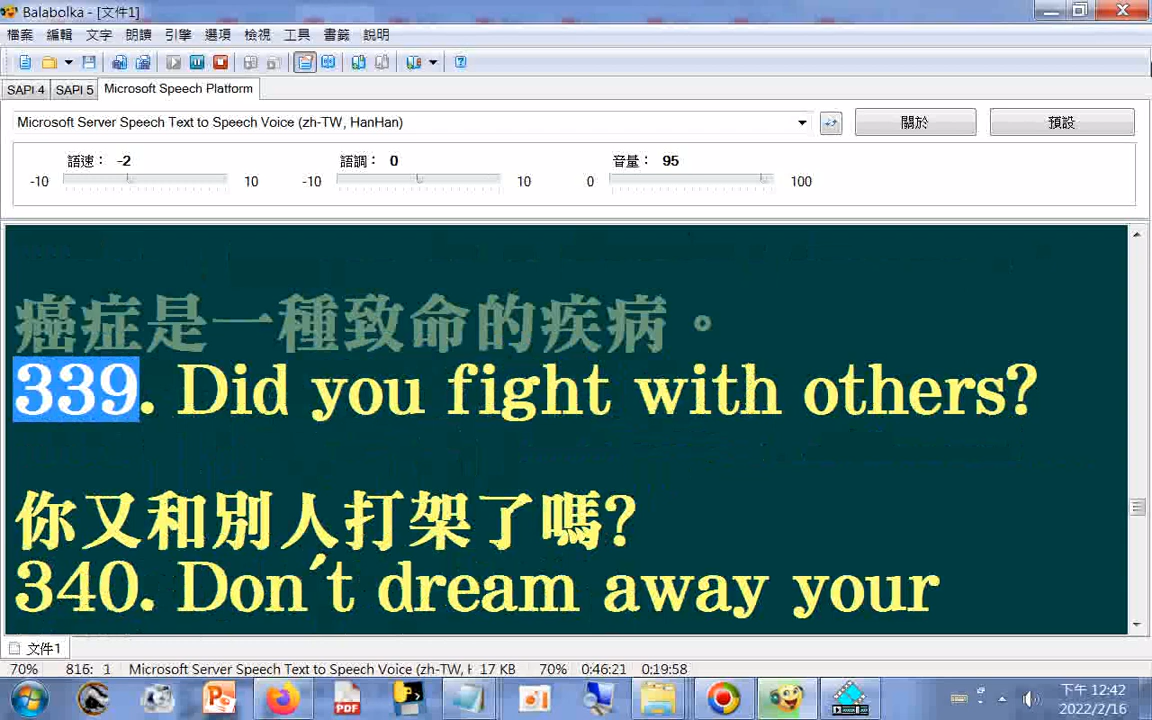 Balabolka - [文件1]
檔案 編輯 文字 朗讀 引擎 選項 檢視 工具 書籤 說明
SAPI 4 SAPI 5 Microsoft Speech Platform
Microsoft Server Speech Text to Speech Voice (zh-TW, HanHan) 關於 預設
語速： -2 語調： 0 音量： 95
-10 10 -10 10 0 100
癌症是一種致命的疾病。
339. Did you fight with others?
你又和別人打架了嗎?
340. Don't dream away your
文件1
70% 816: 1 Microsoft Server Speech Text to Speech Voice (zh-TW, 17 KB 70% 0:46:21 0:19:58
下午 12:42
2022/2/16